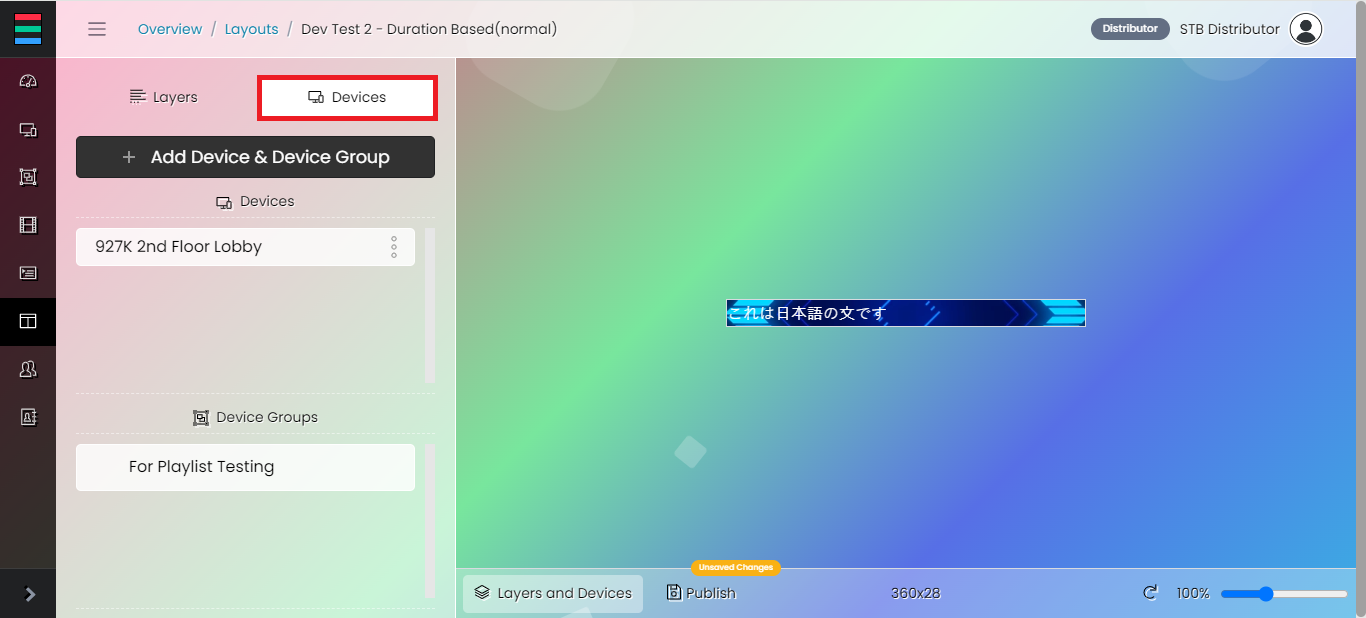 Overview / Layouts / Dev Test 2 - Duration Based(normal)
Distributor STB Distributor
Layers Devices
Add Device & Device Group
Devices
927K 2nd Floor Lobby
Device Groups
For Playlist Testing
これは日本語の文です
Unsaved Changes
Layers and Devices Publish 360x28 100%